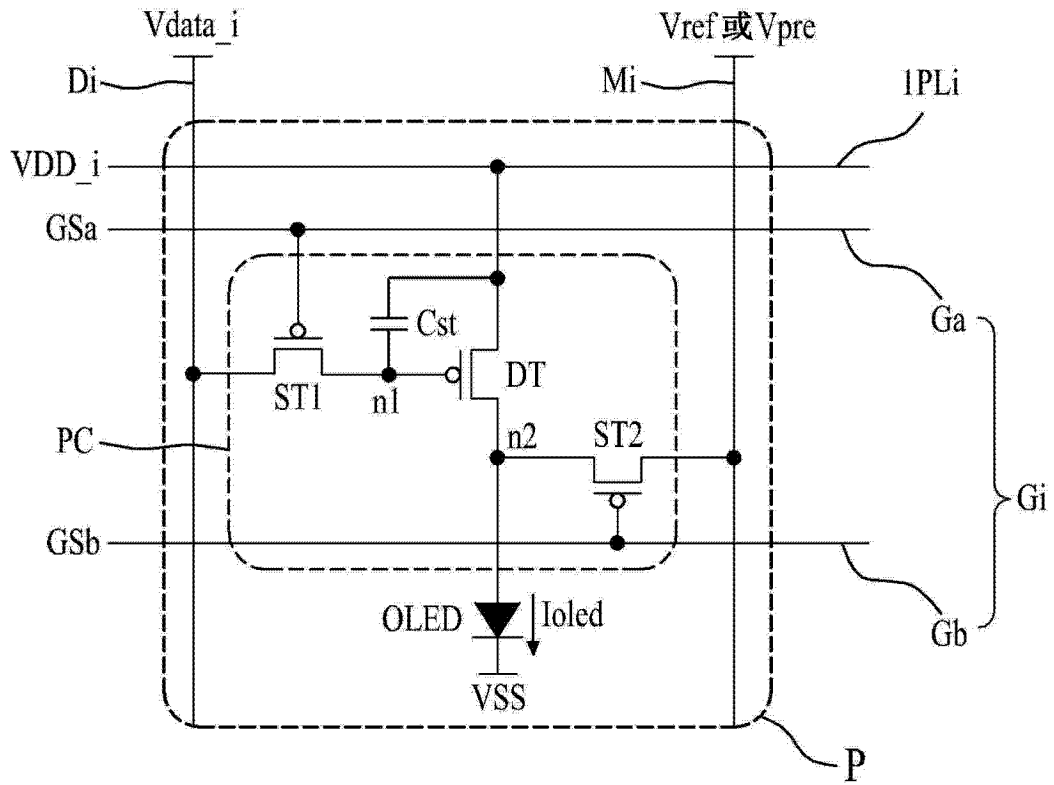 Vdata_i
Vref或Vpre
Di
Mi
1PLi
VDD_i
GSa
Ga
Cst
DT
ST1
n1
PC
n2
ST2
Gi
GSb
OLED
Ioled
Gb
VSS
P